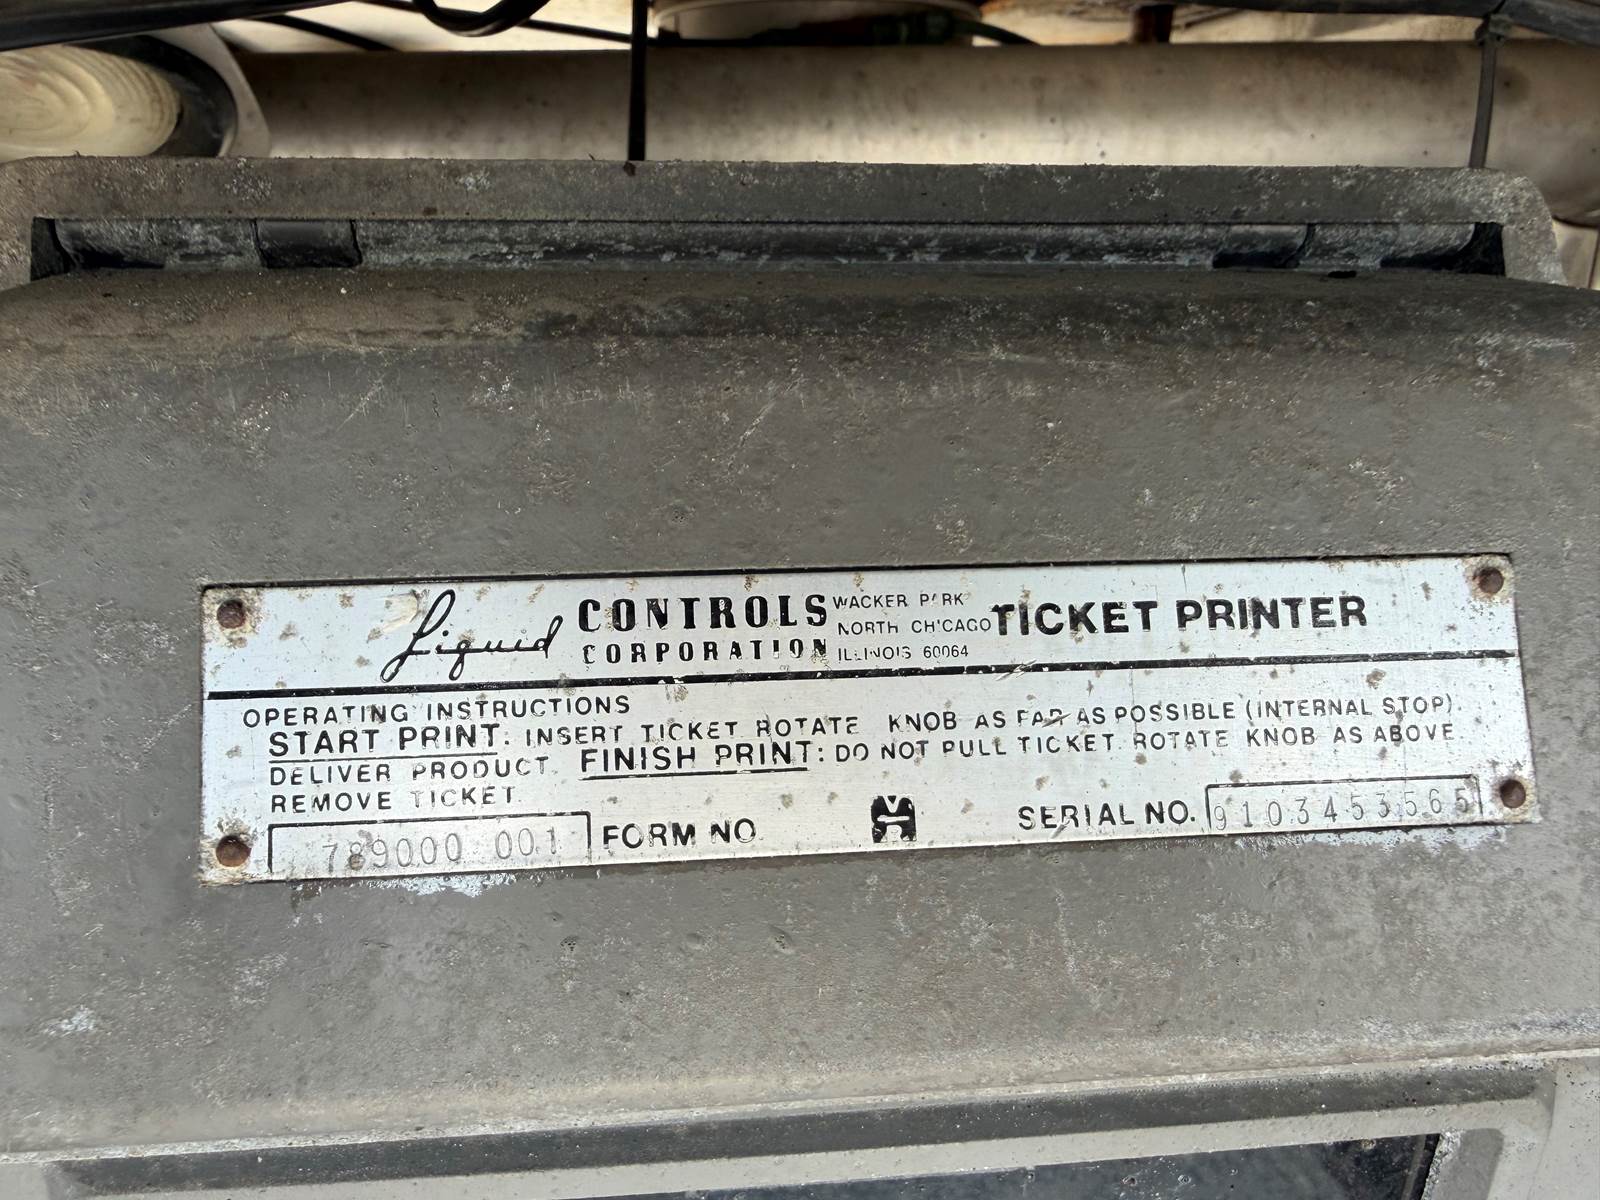 Liquid CONTROLS CORPORATION
WACKER PARK
NORTH CHICAGO
ILLINOIS 60064
TICKET PRINTER
OPERATING INSTRUCTIONS
START PRINT: INSERT TICKET ROTATE KNOB AS FAR AS POSSIBLE (INTERNAL STOP).
DELIVER PRODUCT. FINISH PRINT: DO NOT PULL TICKET. ROTATE KNOB AS ABOVE.
REMOVE TICKET.
789000 001 FORM NO.
SERIAL NO. 9103453565